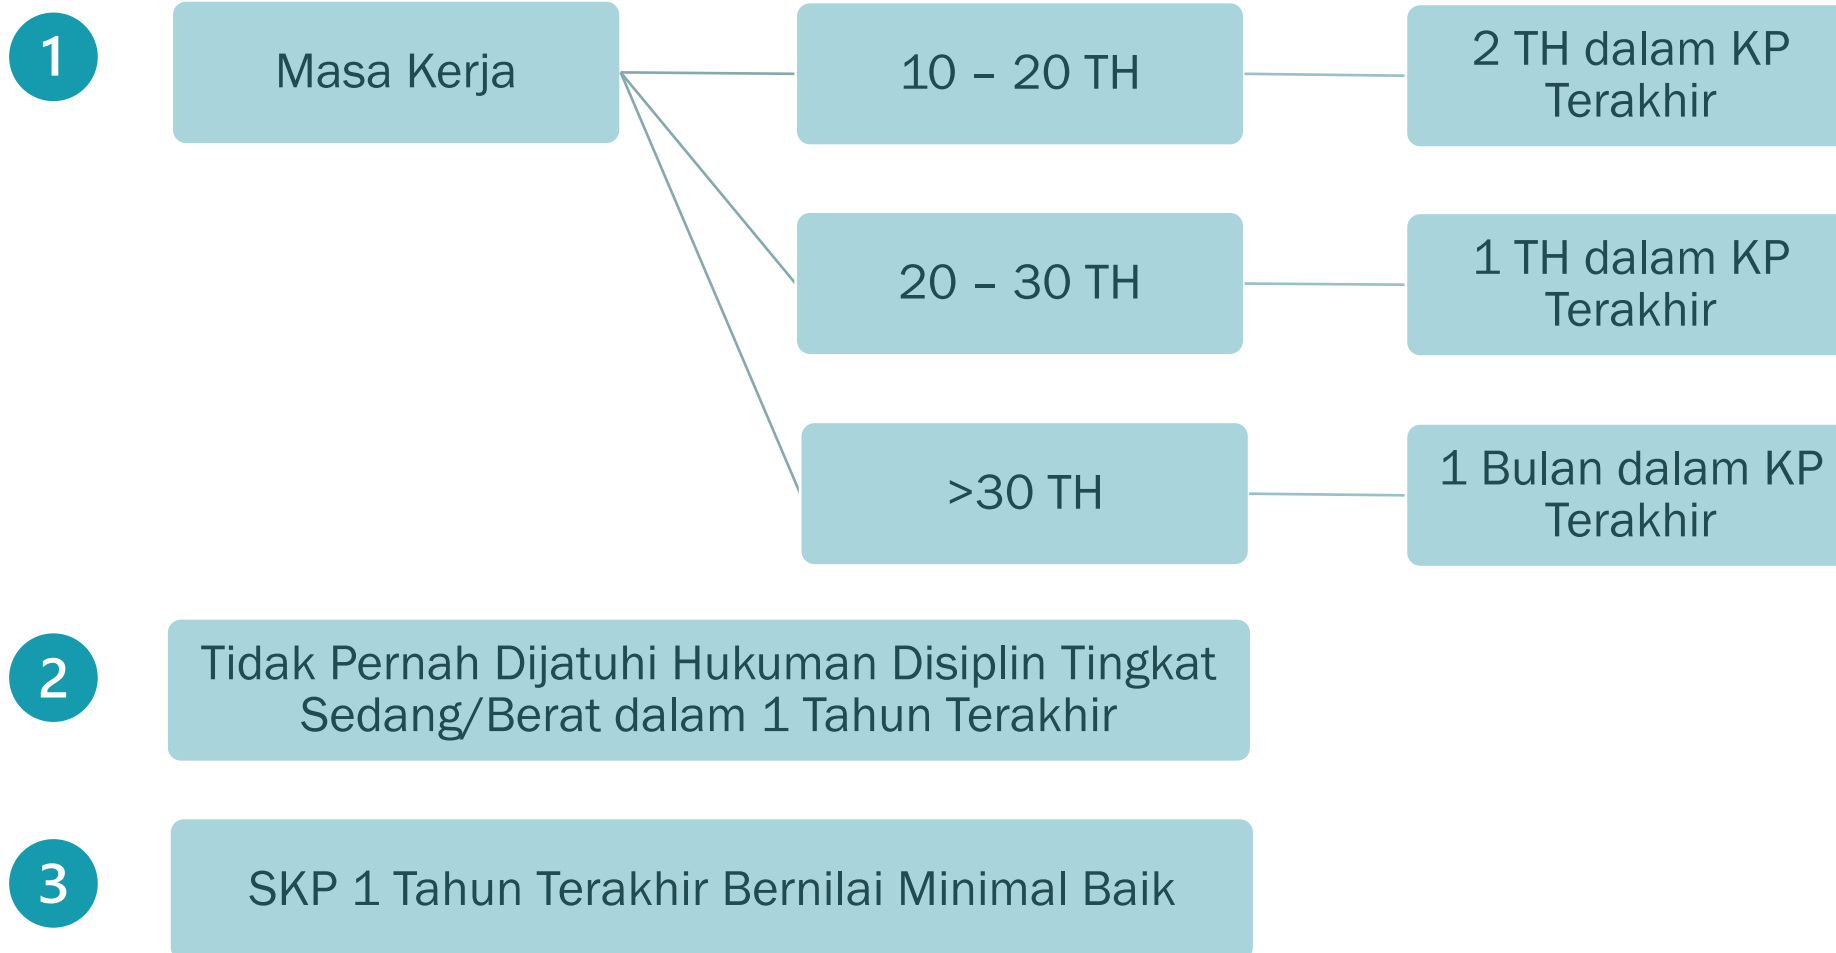 1
Masa Kerja
10 – 20 TH
2 TH dalam KP
Terakhir
20 – 30 TH
1 TH dalam KP
Terakhir
>30 TH
1 Bulan dalam KP
Terakhir
2
Tidak Pernah Dijatuhi Hukuman Disiplin Tingkat
Sedang/Berat dalam 1 Tahun Terakhir
3
SKP 1 Tahun Terakhir Bernilai Minimal Baik